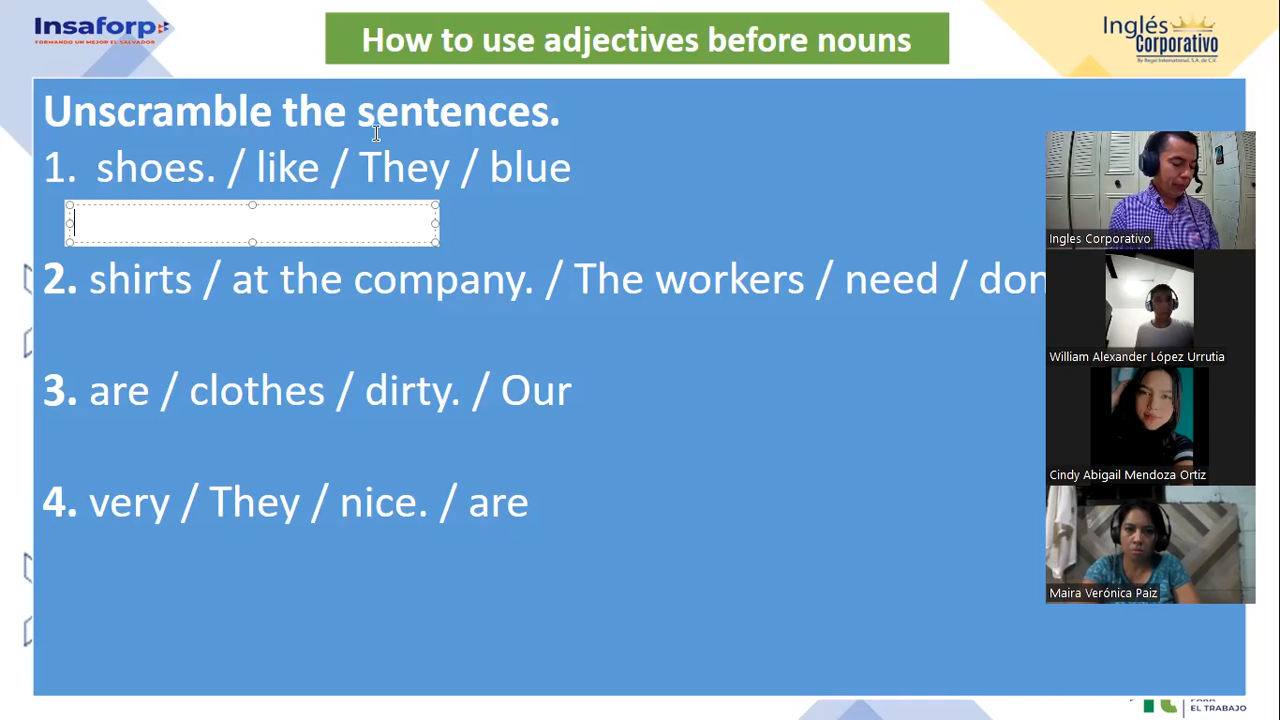 Insaforp
FORMANDO UN MEJOR EL SALVADOR
How to use adjectives before nouns
Inglés
Corporativo
By Regal International, S.A. de C.V.
Unscramble the sentences.
1. shoes. / like / They / blue
2. shirts / at the company. / The workers / need / don
3. are / clothes / dirty. / Our
4. very / They / nice. / are
Ingles Corporativo
William Alexander López Urrutia
Cindy Abigail Mendoza Ortiz
Maira Verónica Paiz
PARA
EL TRABAJO